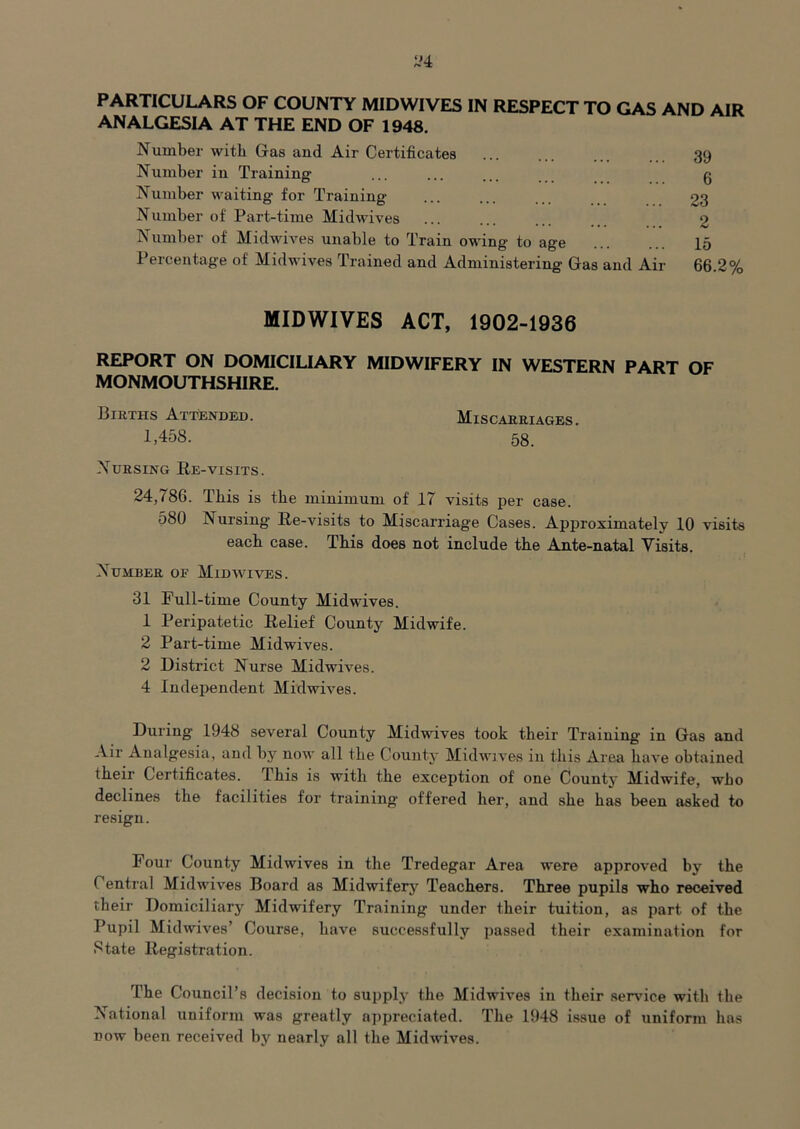 24
PARTICULARS OF COUNTY MIDWIVES IN RESPECT TO GAS AND AIR
ANALGESIA AT THE END OF 1948.
Number with Gas and Air Certificates ... ... ... ... 39
Number in Training ... ... ... ... ... ... 6
Number waiting for Training ... ... ... ... ... 23
Number of Part-time Midwives ... ... ... ... ... 2
Number of Midwives unable to Train owing to age ... ... 15
Percentage of Midwives Trained and Administering Gas and Air 66.2%
MIDWIVES ACT, 1902-1936
REPORT ON DOMICILIARY MIDWIFERY IN WESTERN PART OF
MONMOUTHSHIRE.
Births Attended. Miscarriages.
1,458. 58.
Nursing Re-visits.
24,786. This is the minimum of 17 visits per case.
580 Nursing Re-visits to Miscarriage Cases. Approximately 10 visits
each case. This does not include the Ante-natal Visits.
Number of Midwives.
31 Full-time County Midwives.
1 Peripatetic Relief County Midwife.
2 Part-time Midwives.
2 District Nurse Midwives.
4 Independent Midwives.
During 1948 several County Midwives took their Training in Gas and
Air Analgesia, and by now all the County Midwives in this Area have obtained
their Certificates. This is with the exception of one County Midwife, who
declines the facilities for training offered her, and she has been asked to
resign.
Four County Midwives in the Tredegar Area were approved by the
Central Midwives Board as Midwifery Teachers. Three pupils who received
their Domiciliary Midwifery Training under their tuition, as part of the
Pupil Midwives' Course, have successfully passed their examination for
State Registration.
The Council's decision to supply the Midwives in their service with the
National uniform was greatly appreciated. The 1948 issue of uniform has
now been received by nearly all the Midwives.